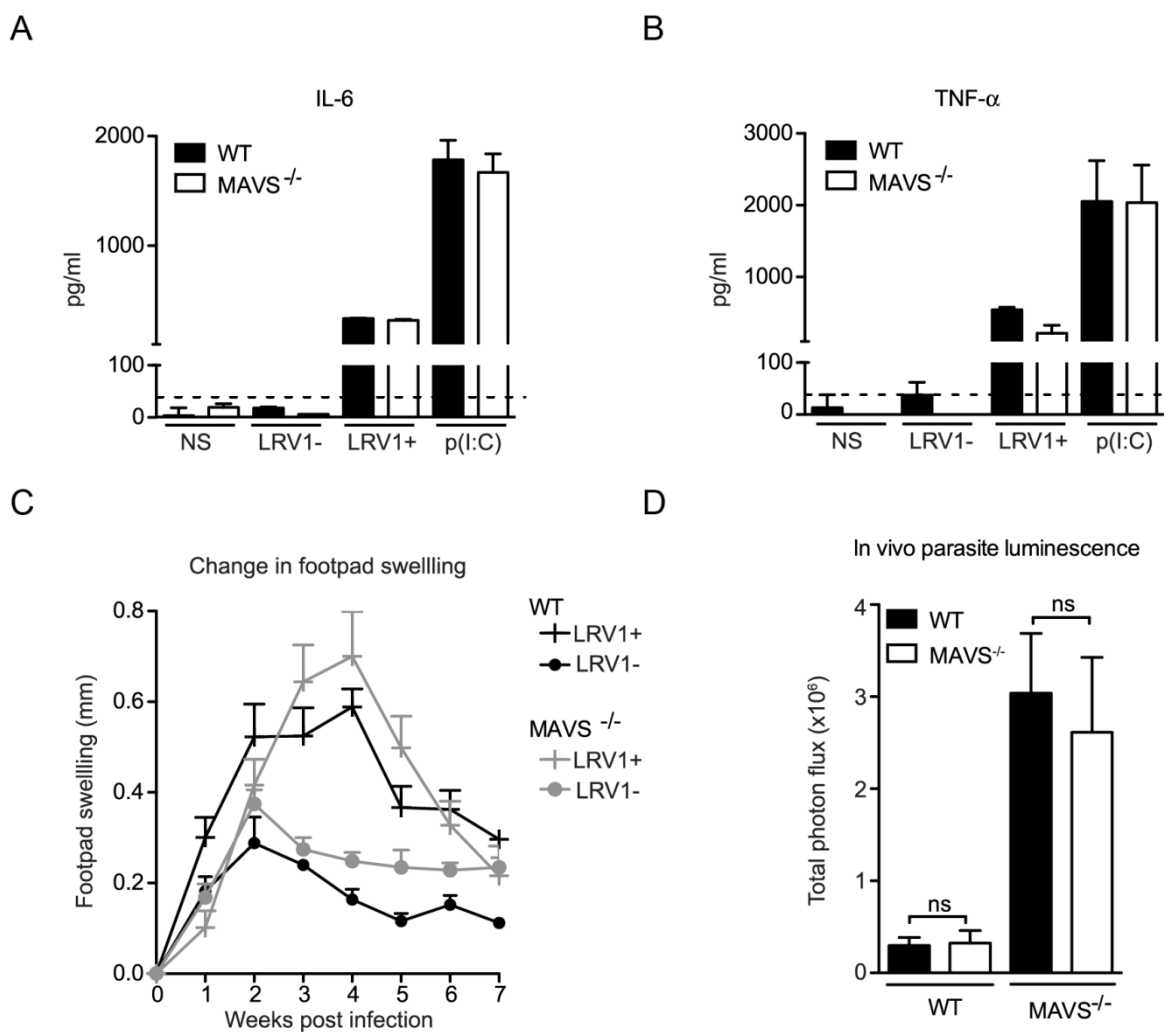 A
IL-6
2000
1000
100
0
pg/ml
WT
MAVS -/-
NS LRV1- LRV1+ p(I:C)
B
TNF-α
3000
2000
1000
100
0
pg/ml
WT
MAVS -/-
NS LRV1- LRV1+ p(I:C)
C
Change in footpad swellling
0.8
0.6
0.4
0.2
0.0
Footpad swellling (mm)
0 1 2 3 4 5 6 7
Weeks post infection
WT
LRV1+
LRV1-
MAVS -/-
LRV1+
LRV1-
D
In vivo parasite luminescence
4
3
2
1
0
Total photon flux (x10⁶)
WT
MAVS-/-
ns
ns
WT MAVS-/-